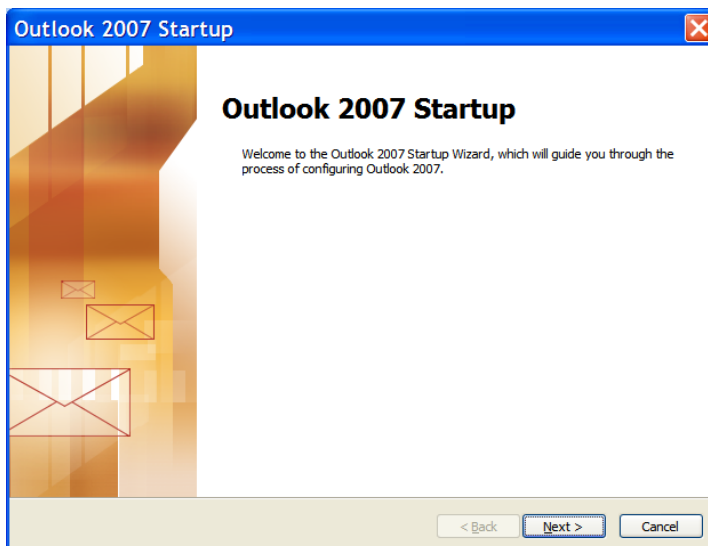 Outlook 2007 Startup
Outlook 2007 Startup
Welcome to the Outlook 2007 Startup Wizard, which will guide you through the
process of configuring Outlook 2007.
< Back Next > Cancel